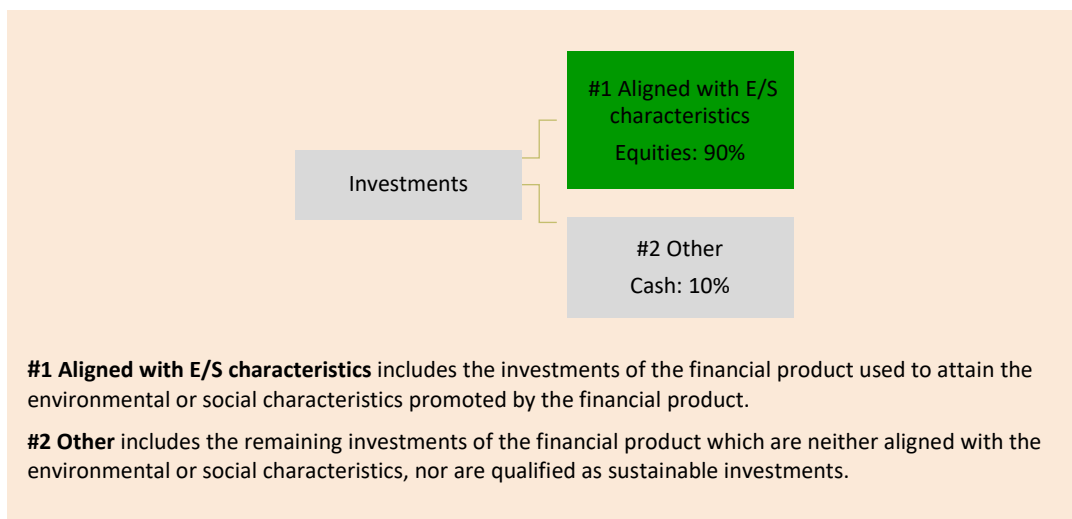 #1 Aligned with E/S
characteristics
Equities: 90%
Investments
#2 Other
Cash: 10%
#1 Aligned with E/S characteristics includes the investments of the financial product used to attain the
environmental or social characteristics promoted by the financial product.
#2 Other includes the remaining investments of the financial product which are neither aligned with the
environmental or social characteristics, nor are qualified as sustainable investments.